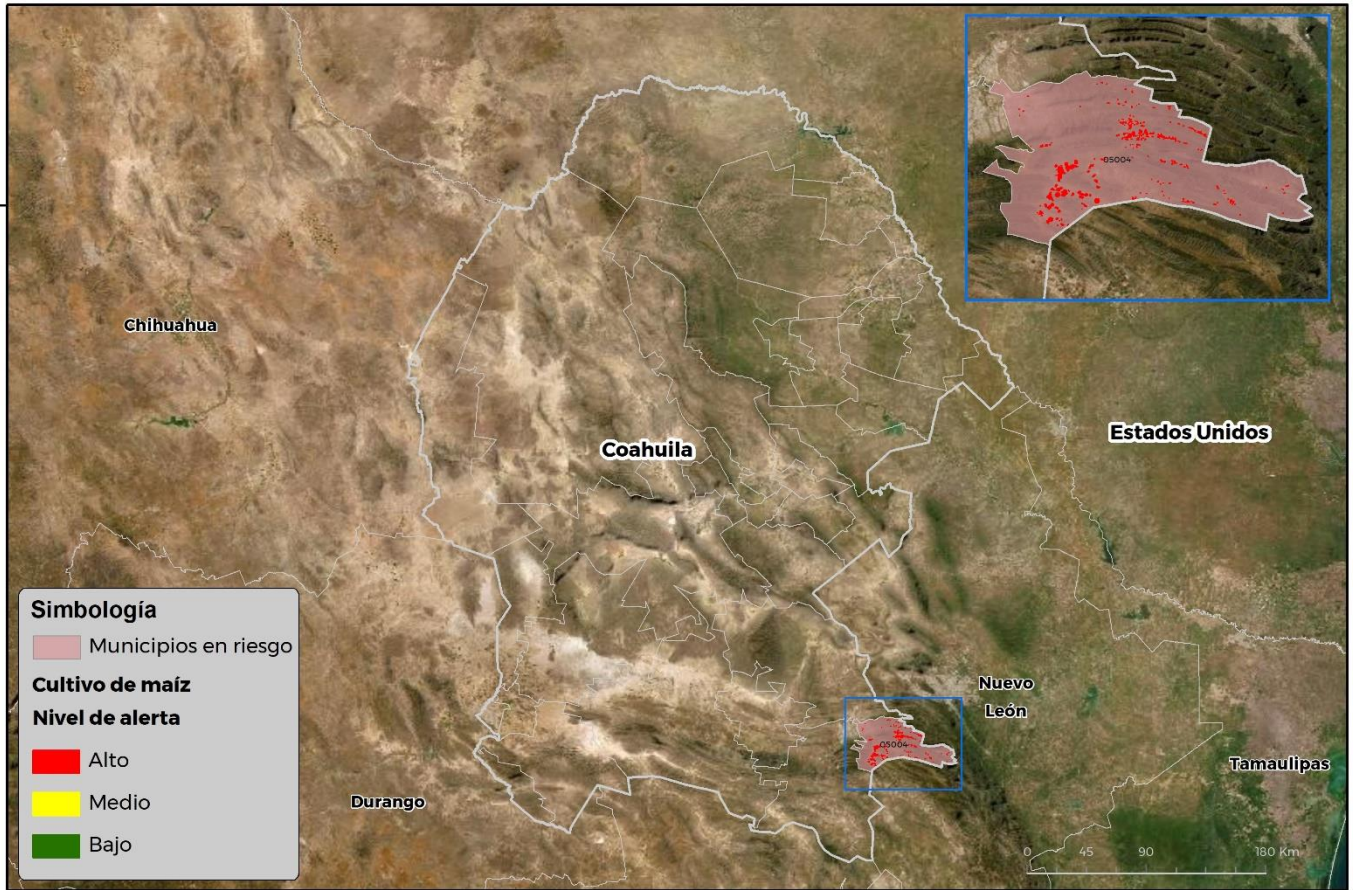 05004
Chihuahua
Coahuila
Estados Unidos
Simbología
Municipios en riesgo
Cultivo de maíz
Nivel de alerta
Alto
Medio
Bajo
Durango
Nuevo
León
05004
Tamaulipas
0 45 90 180 Km